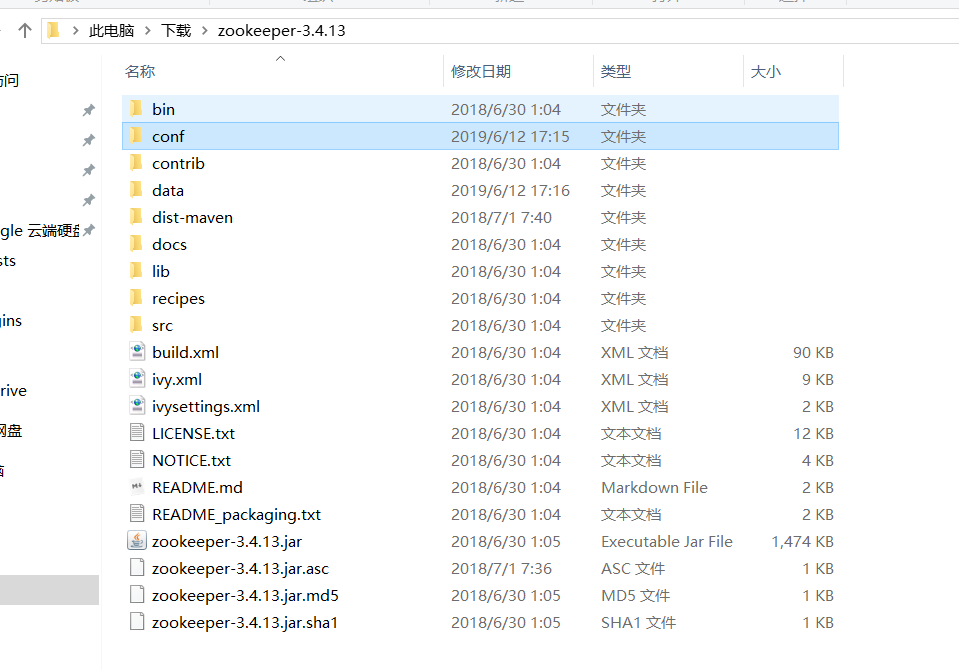 此电脑 > 下载 > zookeeper-3.4.13
名称 修改日期 类型 大小
bin 2018/6/30 1:04 文件夹
conf 2019/6/12 17:15 文件夹
contrib 2018/6/30 1:04 文件夹
data 2019/6/12 17:16 文件夹
dist-maven 2018/7/1 7:40 文件夹
docs 2018/6/30 1:04 文件夹
lib 2018/6/30 1:04 文件夹
recipes 2018/6/30 1:04 文件夹
src 2018/6/30 1:04 文件夹
build.xml 2018/6/30 1:04 XML 文档 90 KB
ivy.xml 2018/6/30 1:04 XML 文档 9 KB
ivysettings.xml 2018/6/30 1:04 XML 文档 2 KB
LICENSE.txt 2018/6/30 1:04 文本文档 12 KB
NOTICE.txt 2018/6/30 1:04 文本文档 4 KB
README.md 2018/6/30 1:04 Markdown File 2 KB
README_packaging.txt 2018/6/30 1:04 文本文档 2 KB
zookeeper-3.4.13.jar 2018/6/30 1:05 Executable Jar File 1,474 KB
zookeeper-3.4.13.jar.asc 2018/7/1 7:36 ASC 文件 1 KB
zookeeper-3.4.13.jar.md5 2018/6/30 1:05 MD5 文件 1 KB
zookeeper-3.4.13.jar.sha1 2018/6/30 1:05 SHA1 文件 1 KB
问
gle 云端硬盘
sts
gins
rive
网盘